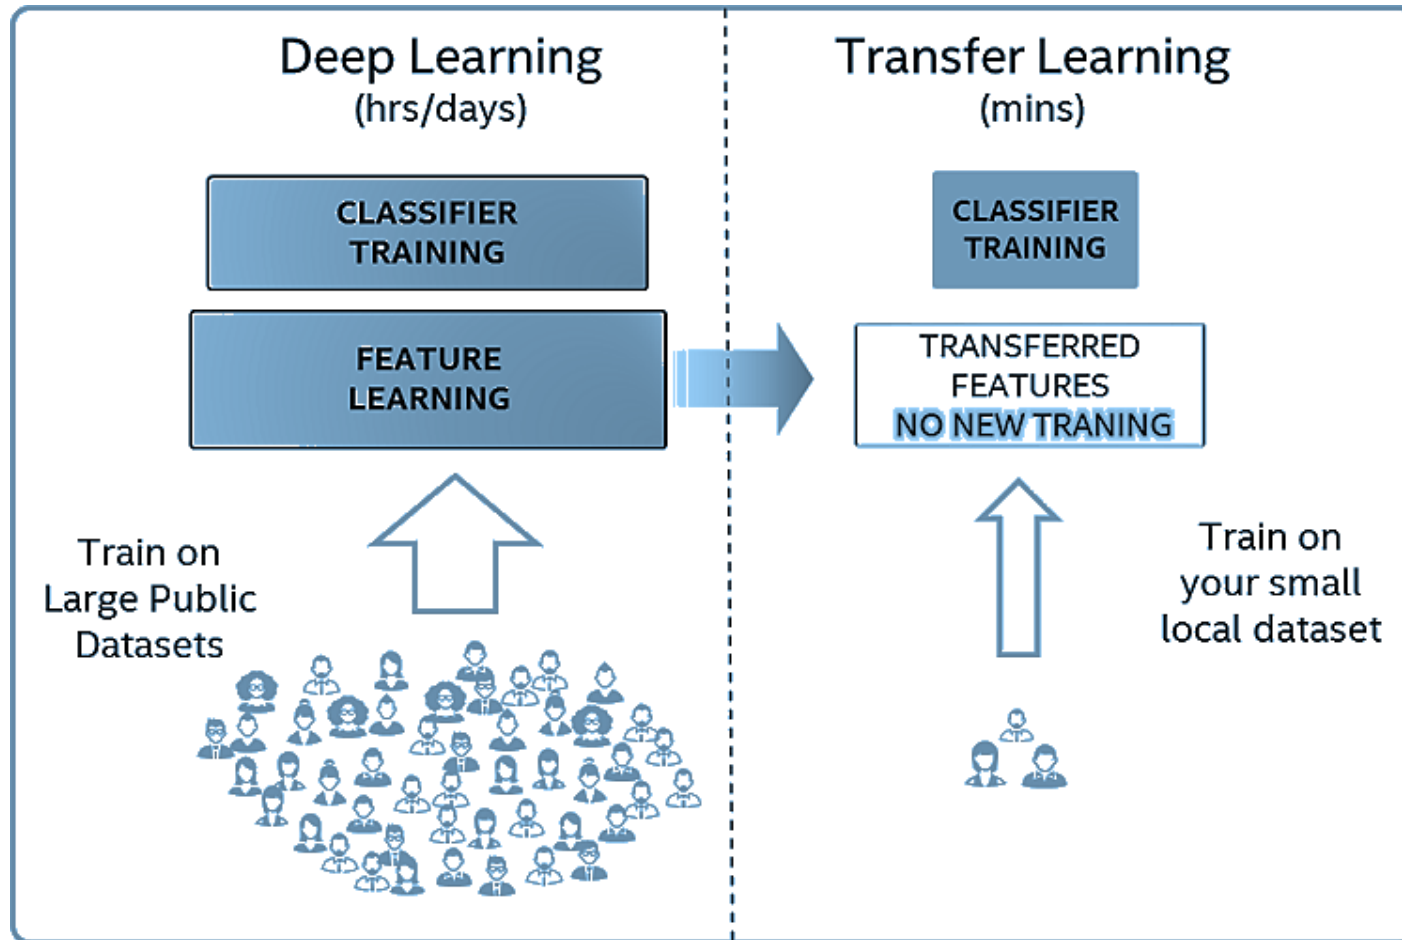 Deep Learning
(hrs/days)
CLASSIFIER
TRAINING
FEATURE
LEARNING
Train on
Large Public
Datasets
Transfer Learning
(mins)
CLASSIFIER
TRAINING
TRANSFERRED
FEATURES
NO NEW TRANING
Train on
your small
local dataset